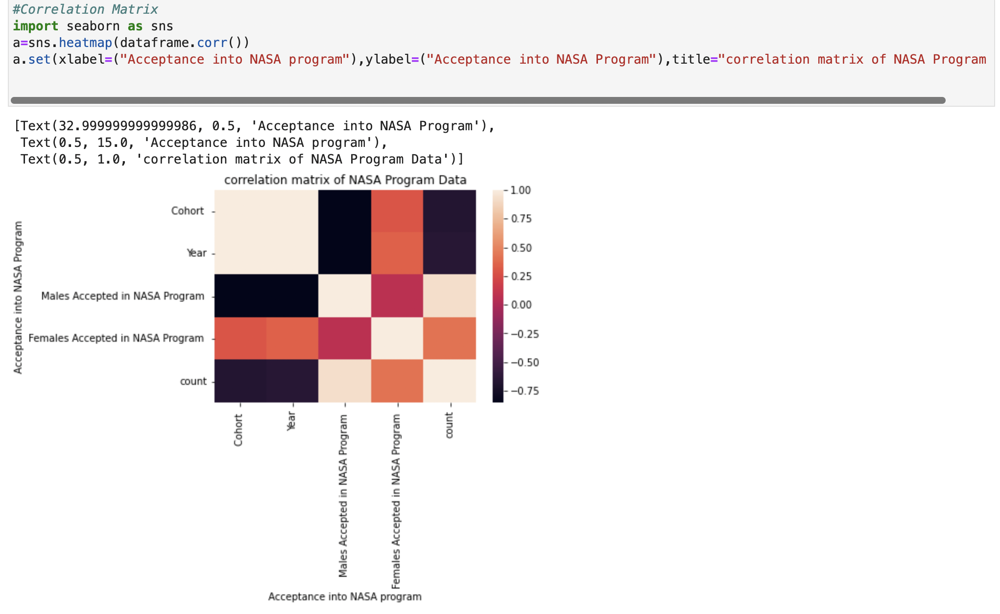 #Correlation Matrix
import seaborn as sns
a=sns.heatmap(dataframe.corr())
a.set(xlabel=("Acceptance into NASA program"),ylabel=("Acceptance into NASA Program"),title="correlation matrix of NASA Program
[Text(32.999999999999986, 0.5, 'Acceptance into NASA Program'),
Text(0.5, 15.0, 'Acceptance into NASA program'),
Text(0.5, 1.0, 'correlation matrix of NASA Program Data')]
correlation matrix of NASA Program Data
Acceptance into NASA Program
Cohort
Year
Males Accepted in NASA Program
Females Accepted in NASA Program
count
1.00
0.75
0.50
0.25
0.00
−0.25
−0.50
−0.75
Cohort
Year
Males Accepted in NASA Program
Females Accepted in NASA Program
count
Acceptance into NASA program